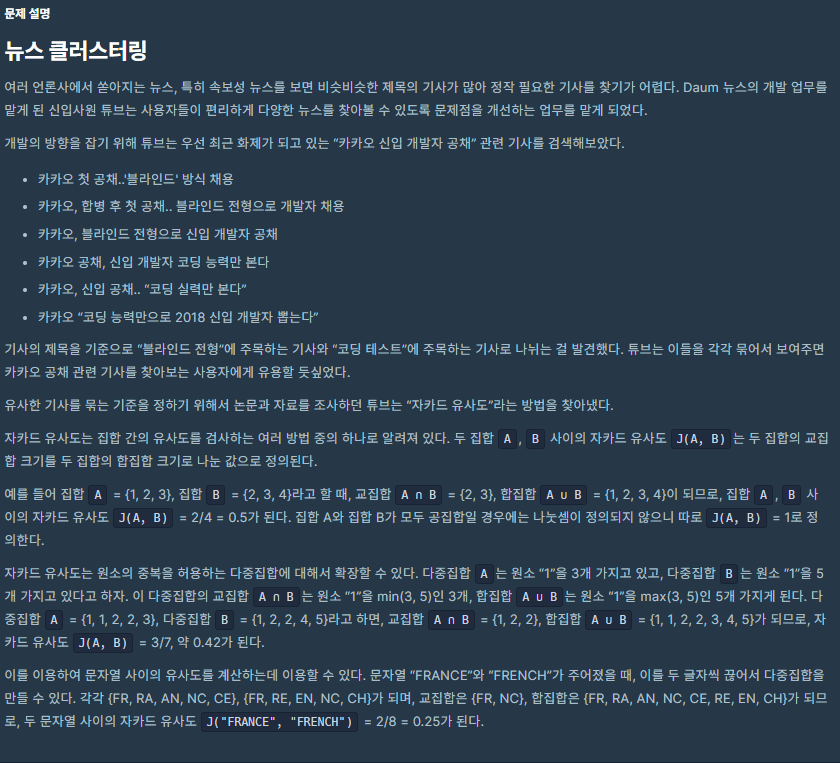 문제 설명
뉴스 클러스터링
여러 언론사에서 쏟아지는 뉴스, 특히 속보성 뉴스를 보면 비슷비슷한 제목의 기사가 많아 정작 필요한 기사를 찾기가 어렵다. Daum 뉴스의 개발 업무를
맡게 된 신입사원 튜브는 사용자들이 편리하게 다양한 뉴스를 찾아볼 수 있도록 문제점을 개선하는 업무를 맡게 되었다.
개발의 방향을 잡기 위해 튜브는 우선 최근 화제가 되고 있는 “카카오 신입 개발자 공채” 관련 기사를 검색해보았다.
• 카카오 첫 공채..'블라인드' 방식 채용
• 카카오, 합병 후 첫 공채.. 블라인드 전형으로 개발자 채용
• 카카오, 블라인드 전형으로 신입 개발자 공채
• 카카오 공채, 신입 개발자 코딩 능력만 본다
• 카카오, 신입 공채.. “코딩 실력만 본다”
• 카카오 “코딩 능력만으로 2018 신입 개발자 뽑는다”
기사의 제목을 기준으로 “블라인드 전형”에 주목하는 기사와 “코딩 테스트”에 주목하는 기사로 나뉘는 걸 발견했다. 튜브는 이들을 각각 묶어서 보여주면
카카오 공채 관련 기사를 찾아보는 사용자에게 유용할 듯싶었다.
유사한 기사를 묶는 기준을 정하기 위해서 논문과 자료를 조사하던 튜브는 “자카드 유사도”라는 방법을 찾아냈다.
자카드 유사도는 집합 간의 유사도를 검사하는 여러 방법 중의 하나로 알려져 있다. 두 집합 A, B 사이의 자카드 유사도 J(A, B)는 두 집합의 교집
합 크기를 두 집합의 합집합 크기로 나눈 값으로 정의된다.
예를 들어 집합 A = {1, 2, 3}, 집합 B = {2, 3, 4}라고 할 때, 교집합 A ∩ B = {2, 3}, 합집합 A ∪ B = {1, 2, 3, 4}이 되므로, 집합 A, B 사
이의 자카드 유사도 J(A, B) = 2/4 = 0.5가 된다. 집합 A와 집합 B가 모두 공집합일 경우에는 나눗셈이 정의되지 않으니 따로 J(A, B) = 1로 정
의한다.
자카드 유사도는 원소의 중복을 허용하는 다중집합에 대해서 확장할 수 있다. 다중집합 A는 원소 “1”을 3개 가지고 있고, 다중집합 B는 원소 “1”을 5
개 가지고 있다고 하자. 이 다중집합의 교집합 A ∩ B는 원소 “1”을 min(3, 5)인 3개, 합집합 A ∪ B는 원소 “1”을 max(3, 5)인 5개 가지게 된다. 다
중집합 A = {1, 1, 2, 2, 3}, 다중집합 B = {1, 2, 2, 4, 5}라고 하면, 교집합 A ∩ B = {1, 2, 2}, 합집합 A ∪ B = {1, 1, 2, 2, 3, 4, 5}가 되므로, 자
카드 유사도 J(A, B) = 3/7, 약 0.42가 된다.
이를 이용하여 문자열 사이의 유사도를 계산하는데 이용할 수 있다. 문자열 “FRANCE”와 “FRENCH”가 주어졌을 때, 이를 두 글자씩 끊어서 다중집합을
만들 수 있다. 각각 {FR, RA, AN, NC, CE}, {FR, RE, EN, NC, CH}가 되며, 교집합은 {FR, NC}, 합집합은 {FR, RA, AN, NC, CE, RE, EN, CH}가 되므
로, 두 문자열 사이의 자카드 유사도 J("FRANCE", "FRENCH") = 2/8 = 0.25가 된다.